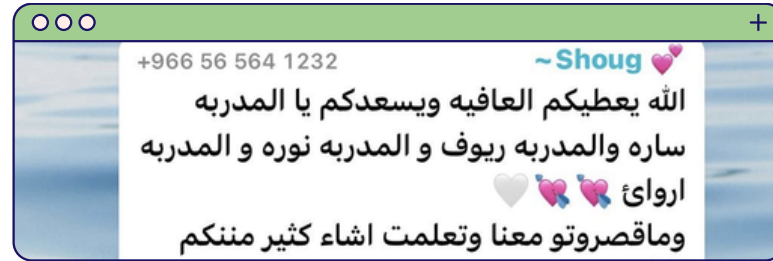 +966 56 564 1232 ~Shoug 💕
الله يعطيكم العافيه ويسعدكم يا المدربه
ساره والمدربه ريوف و المدربه نوره و المدربه
اروائ 💘 💘 🤍
وماقصروتو معنا وتعلمت اشاء كثير مننكم